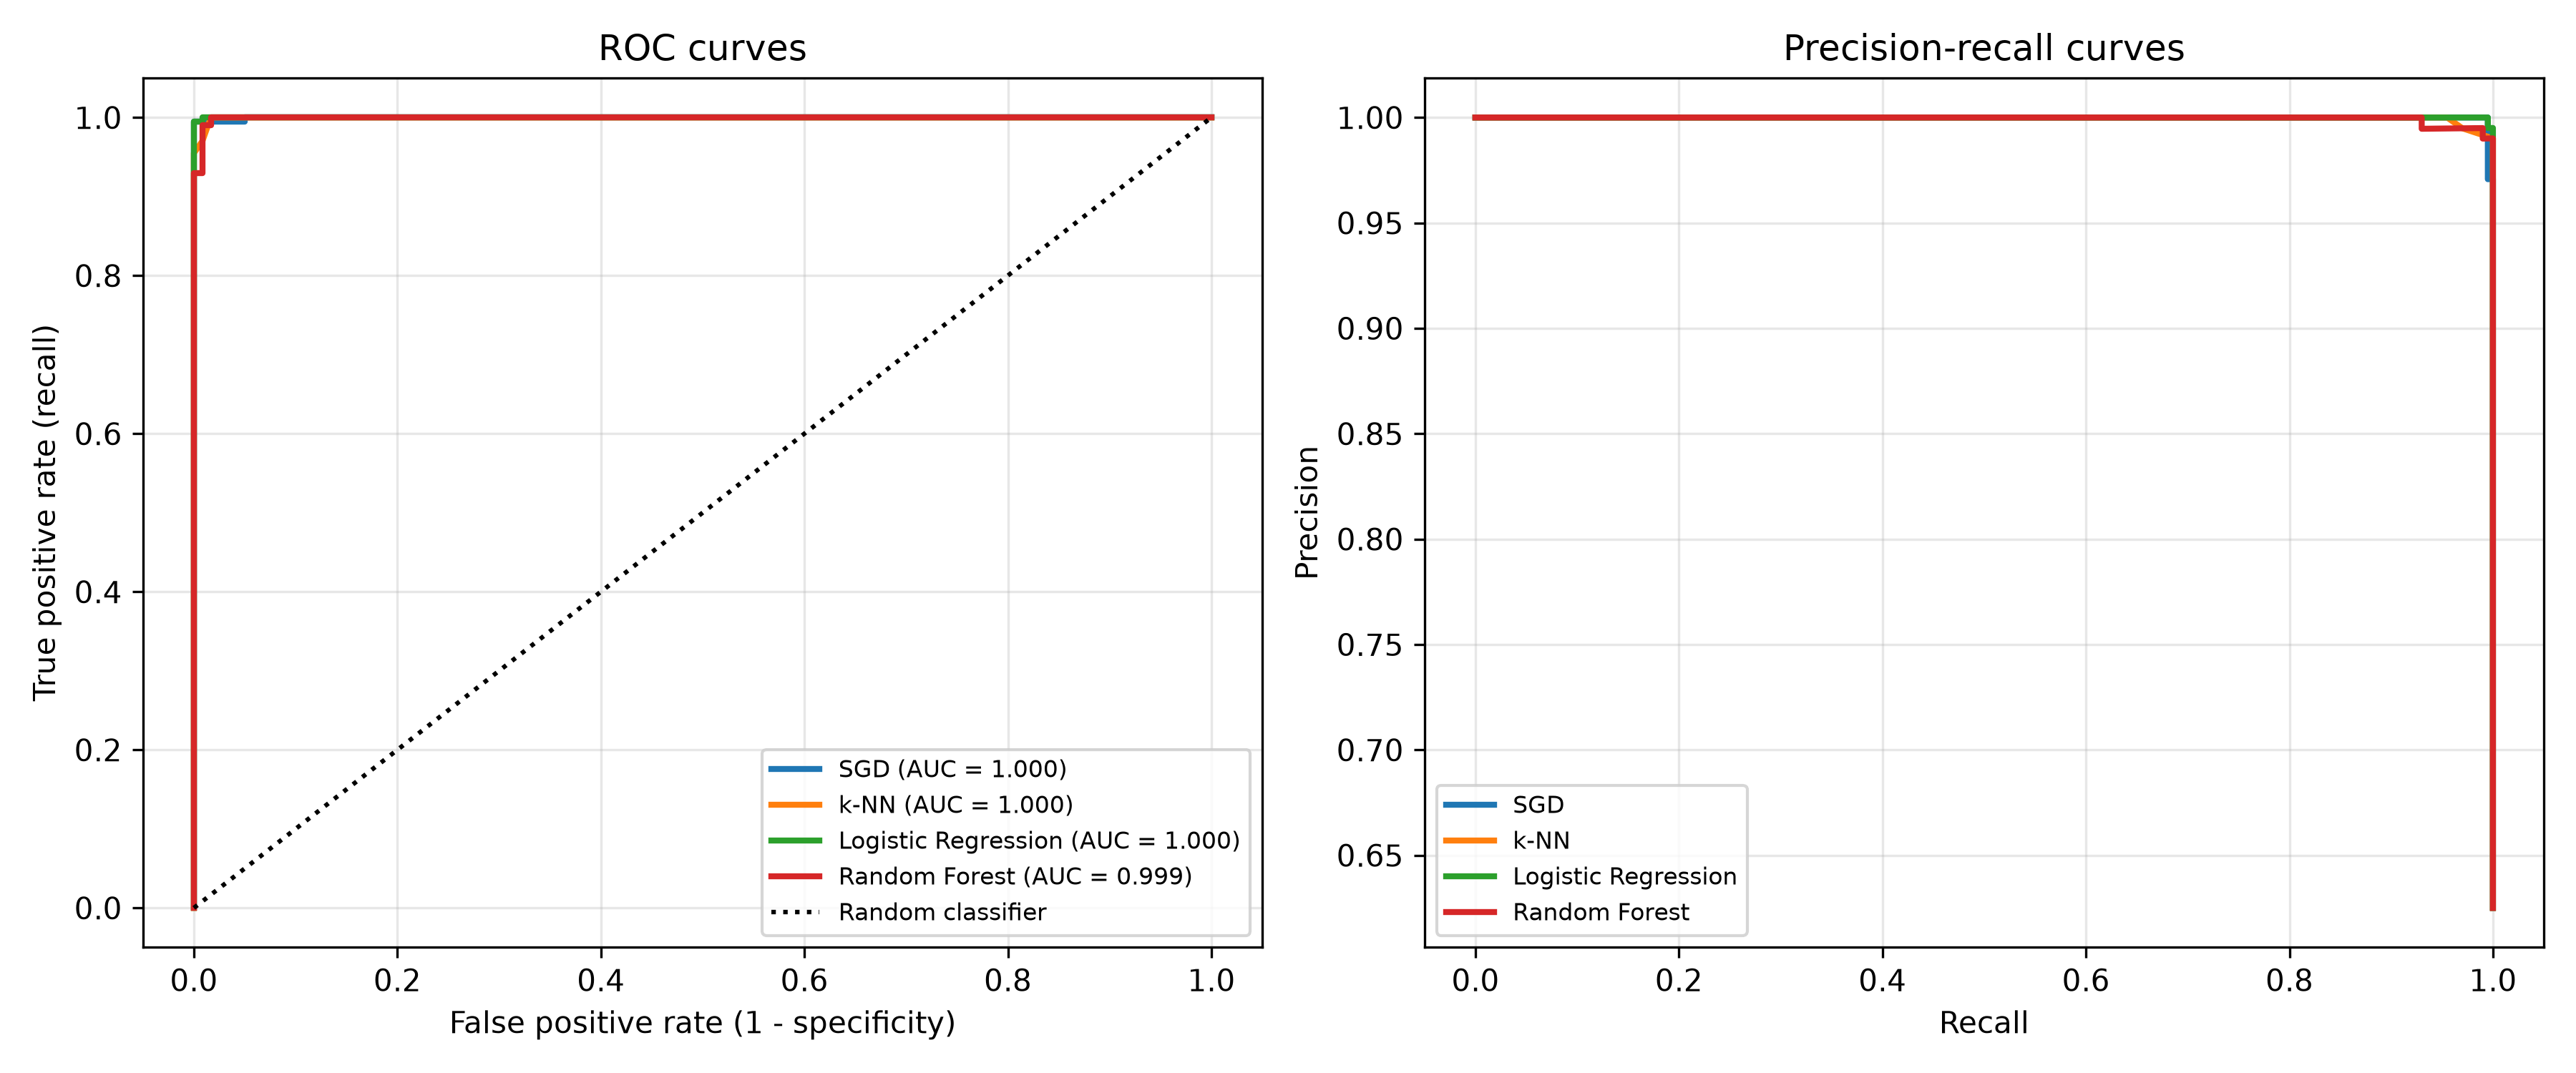 ROC curves
True positive rate (recall)
1.0
0.8
0.6
0.4
0.2
0.0
SGD (AUC = 1.000)
k-NN (AUC = 1.000)
Logistic Regression (AUC = 1.000)
Random Forest (AUC = 0.999)
Random classifier
0.0 0.2 0.4 0.6 0.8 1.0
False positive rate (1 - specificity)
Precision-recall curves
Precision
1.00
0.95
0.90
0.85
0.80
0.75
0.70
0.65
SGD
k-NN
Logistic Regression
Random Forest
0.0 0.2 0.4 0.6 0.8 1.0
Recall